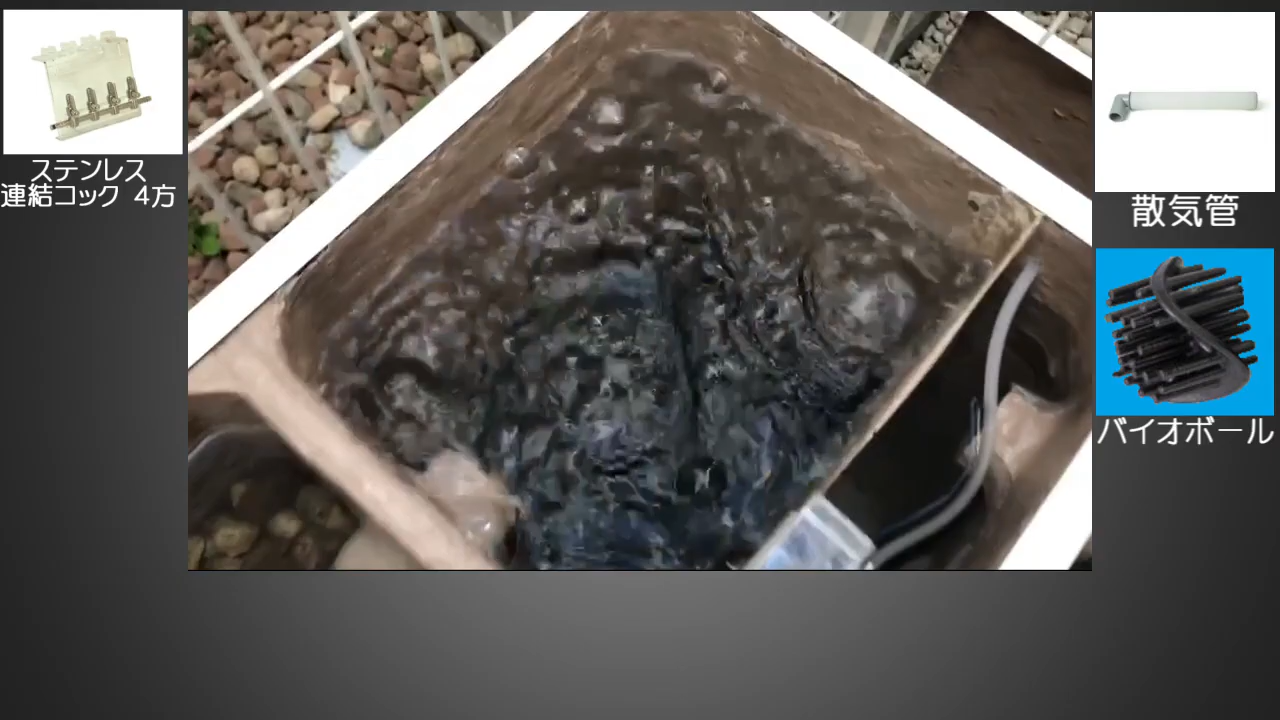 ステンレス
連結コック 4方
散気管
バイオボール